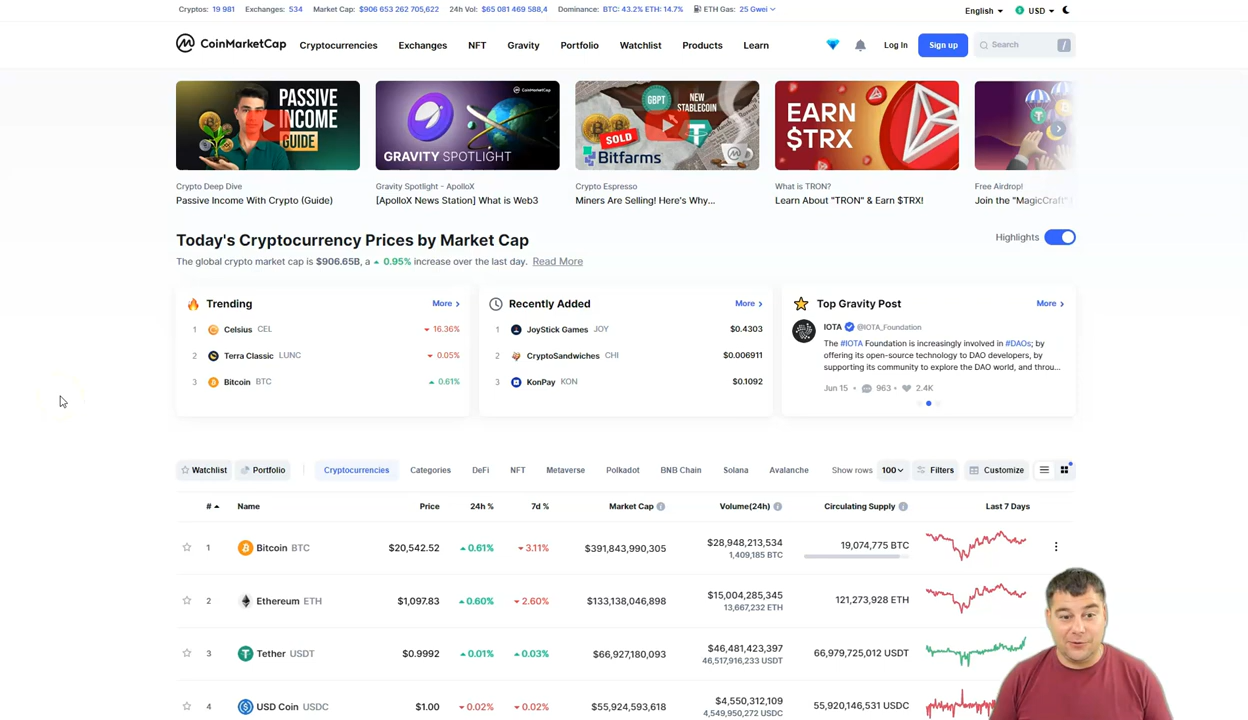 Cryptos: 19 981 Exchanges: 534 Market Cap: $906 653 262 705,622 24h Vol: $65 081 469 588,4 Dominance: BTC: 43.2% ETH: 14.7% ETH Gas: 25 Gwei
English USD
CoinMarketCap Cryptocurrencies Exchanges NFT Gravity Portfolio Watchlist Products Learn Log In Sign up Search /
PASSIVE
INCOME
GUIDE
CoinMarketCap
GRAVITY SPOTLIGHT
GBPT
NEW
STABLECOIN
SOLD
Bitfarms
EARN
$TRX
Crypto Deep Dive
Passive Income With Crypto (Guide)
Gravity Spotlight - ApolloX
[ApolloX News Station] What is Web3
Crypto Espresso
Miners Are Selling! Here's Why...
What is TRON?
Learn About "TRON" & Earn $TRX!
Free Airdrop!
Join the "MagicCraft"
Today's Cryptocurrency Prices by Market Cap
Highlights
The global crypto market cap is $906.65B, a 0.95% increase over the last day. Read More
Trending More
1 Celsius CEL 16.36%
2 Terra Classic LUNC 0.05%
3 Bitcoin BTC 0.61%
Recently Added More
1 JoyStick Games JOY $0.4303
2 CryptoSandwiches CHI $0.006911
3 KonPay KON $0.1092
Top Gravity Post More
IOTA @IOTA_Foundation
The #IOTA Foundation is increasingly involved in #DAOs; by
offering its open-source technology to DAO developers, by
supporting its community to explore the DAO world, and throu...
Jun 15 • 963 • 2.4K
Watchlist Portfolio Cryptocurrencies Categories DeFi NFT Metaverse Polkadot BNB Chain Solana Avalanche Show rows 100 Filters Customize
# Name Price 24h % 7d % Market Cap Volume(24h) Circulating Supply Last 7 Days
1 Bitcoin BTC $20,542.52 0.61% 3.11% $391,843,990,305 $28,948,213,534 19,074,775 BTC
1,409,185 BTC
2 Ethereum ETH $1,097.83 0.60% 2.60% $133,138,046,898 $15,004,285,345 121,273,928 ETH
13,667,232 ETH
3 Tether USDT $0.9992 0.01% 0.03% $66,927,180,093 $46,481,423,397 66,979,725,012 USDT
46,517,916,233 USDT
4 USD Coin USDC $1.00 0.02% 0.02% $55,924,593,618 $4,550,312,109 55,920,146,531 USDC
4,549,950,272 USDC